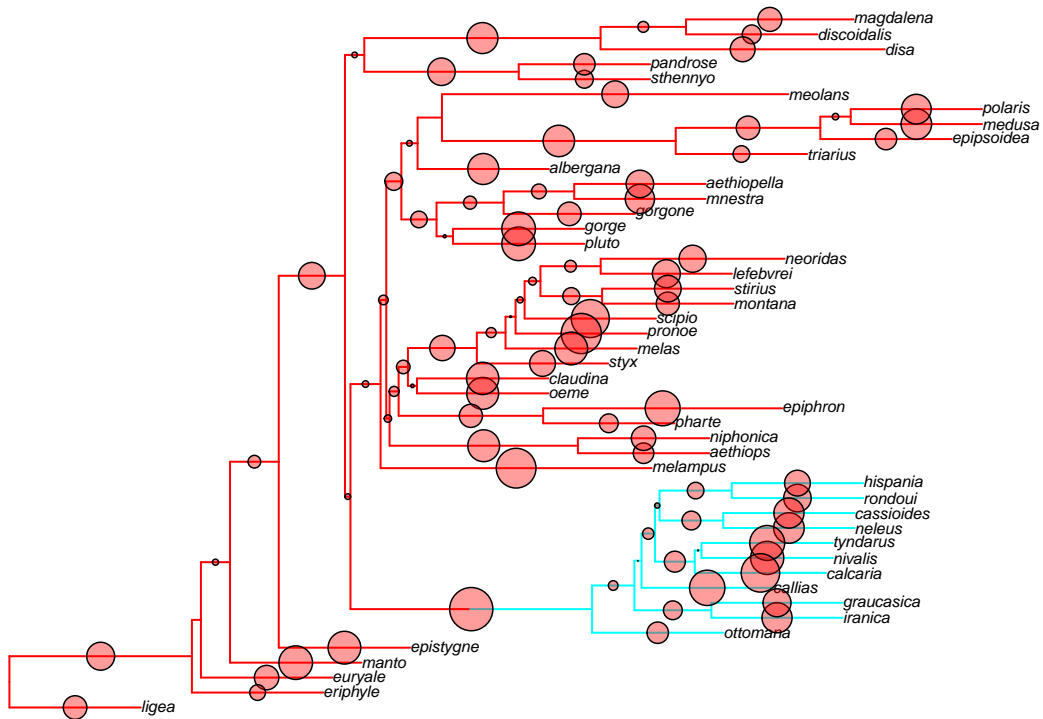 magdalena
discoidalis
disa
pandrose
sthennyo
meolans
polaris
medusa
epipsoidea
triarius
albergana
aethiopella
mnestra
gorgone
gorge
pluto
neoridas
lefebvrei
stirius
montana
scipio
pronoe
melas
styx
claudina
oeme
epiphron
pharte
niphonica
aethiops
melampus
hispania
rondoui
cassioides
neleus
tyndarus
nivalis
calcaria
callias
graucasica
iranica
ottomana
epistygne
manto
euryale
eriphyle
ligea